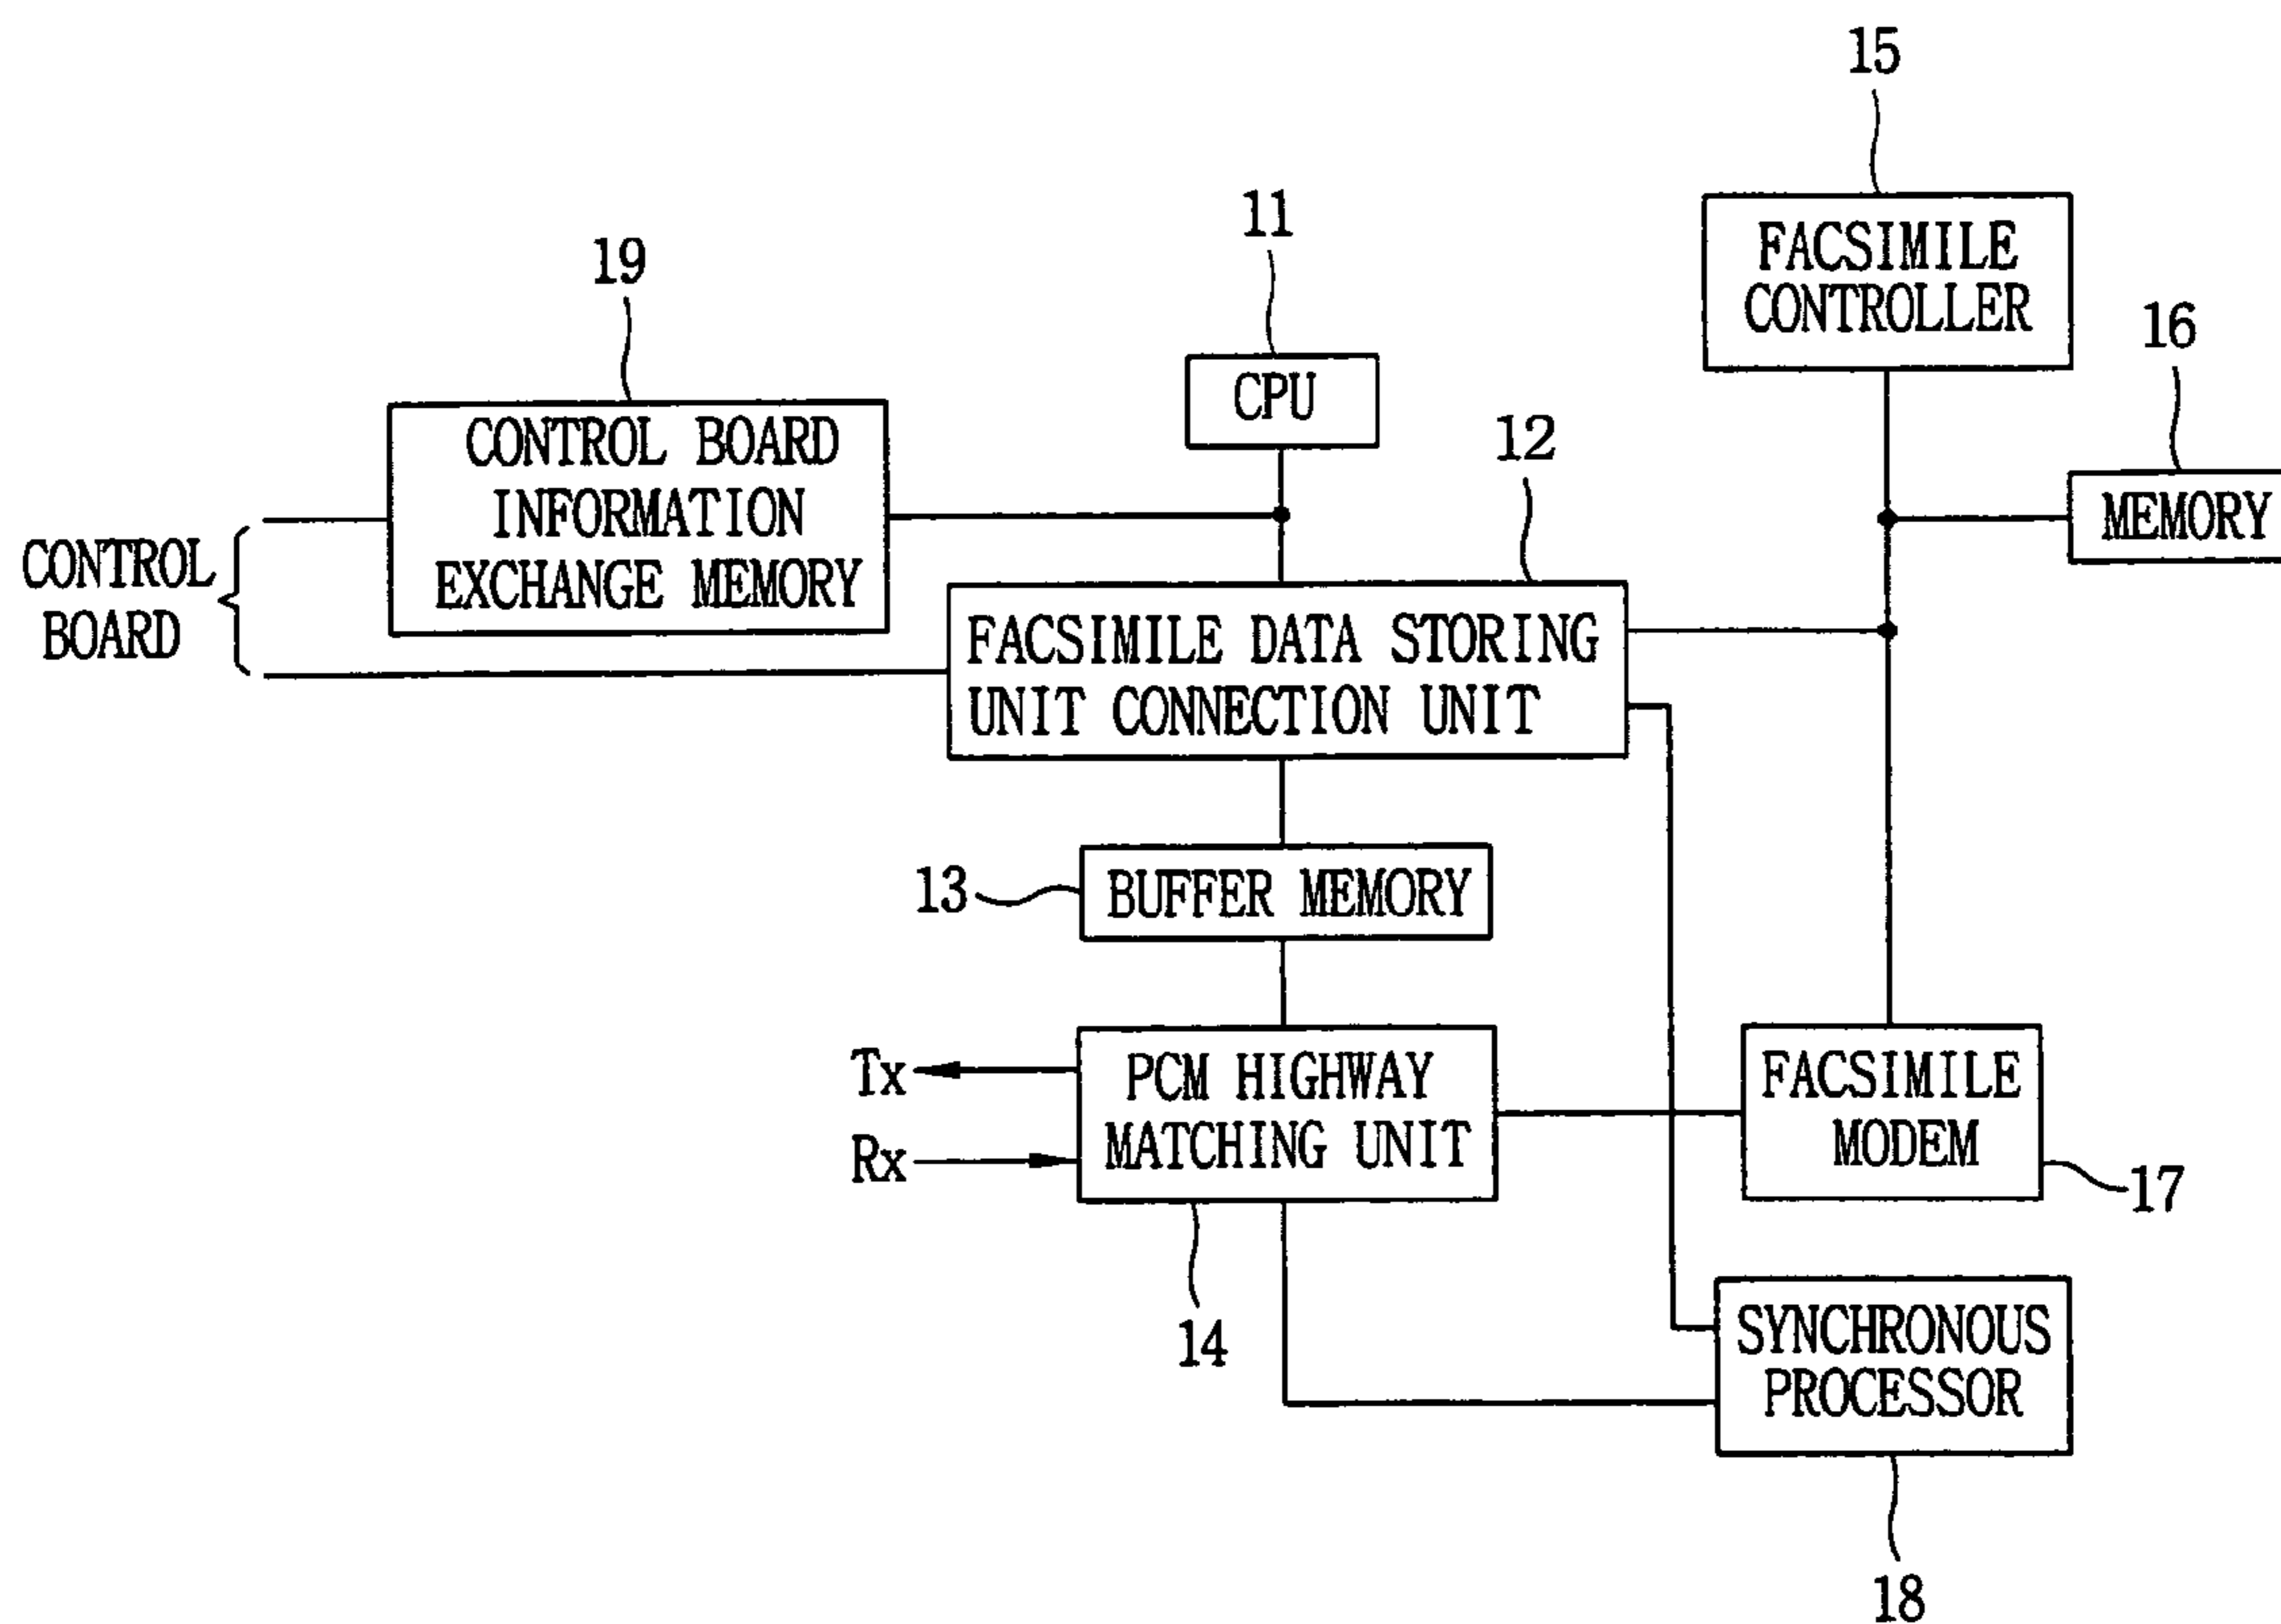 15
FACSIMILE
CONTROLLER
11
19
16
CPU
12
CONTROL BOARD
INFORMATION
EXCHANGE MEMORY
MEMORY
CONTROL
BOARD
FACSIMILE DATA STORING
UNIT CONNECTION UNIT
13
BUFFER MEMORY
Tx
Rx
PCM HIGHWAY
MATCHING UNIT
FACSIMILE
MODEM
17
14
SYNCHRONOUS
PROCESSOR
18